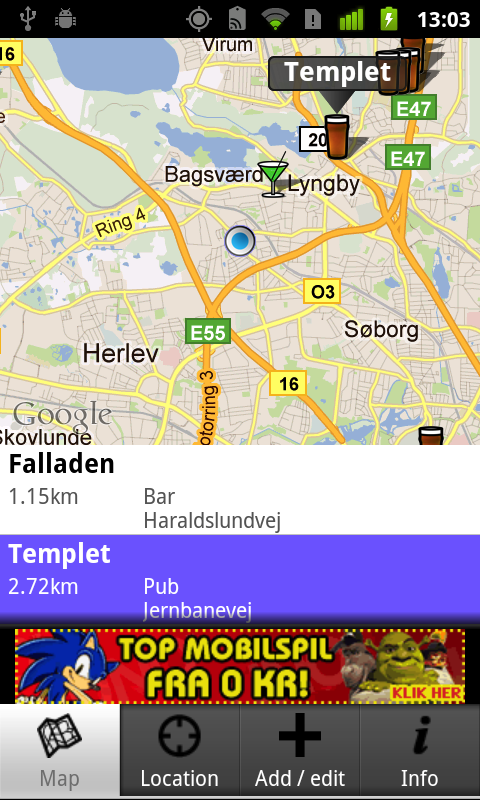 13:03
Virum
16
Templet
E47
20
E47
Bagsværd
Lyngby
Ring 4
O3
E55
Søborg
Herlev
16
otorring 3
Google
Skovlunde
Falladen
1.15km
Bar
Haraldslundvej
Templet
2.72km
Pub
Jernbanevej
TOP MOBILSPIL
FRA 0 KR!
KLIK HER
Map
Location
Add / edit
Info